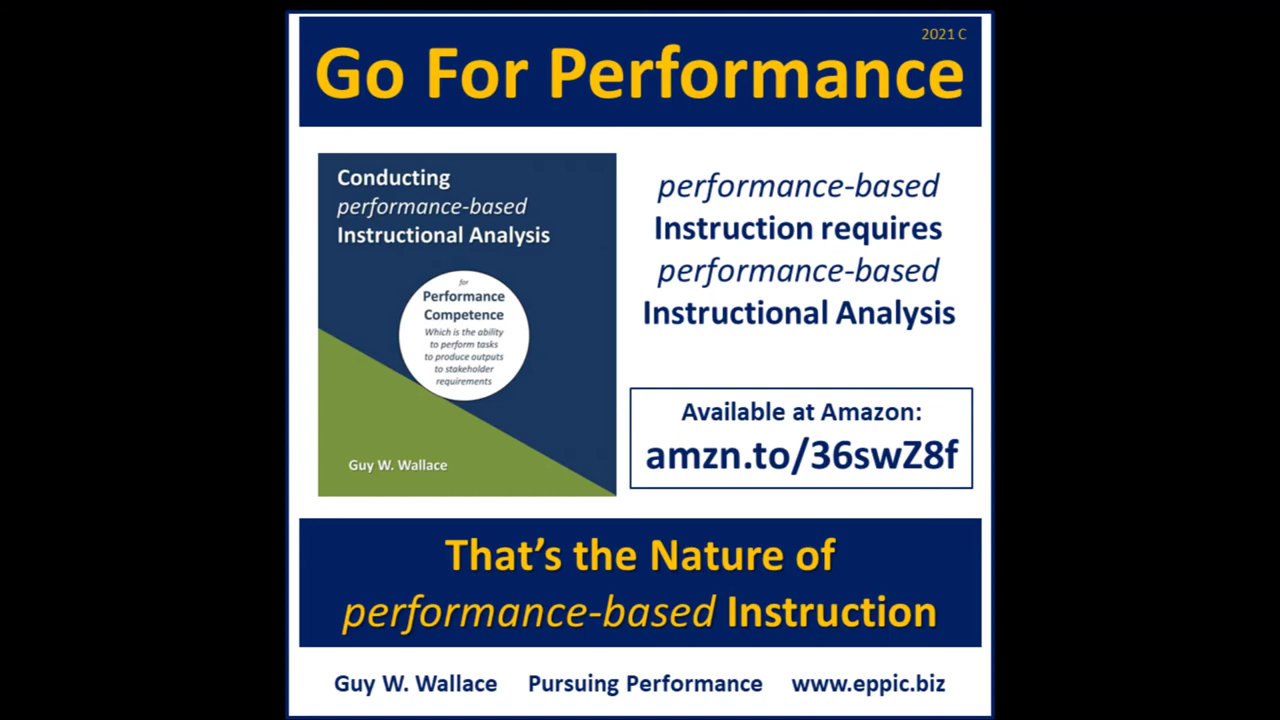 2021 C
Go For Performance
Conducting
performance-based
Instructional Analysis
for
Performance
Competence
Which is the ability
to perform tasks
to produce outputs
to stakeholder
requirements
Guy W. Wallace
performance-based
Instruction requires
performance-based
Instructional Analysis
Available at Amazon:
amzn.to/36swZ8f
That's the Nature of
performance-based Instruction
Guy W. Wallace Pursuing Performance www.eppic.biz